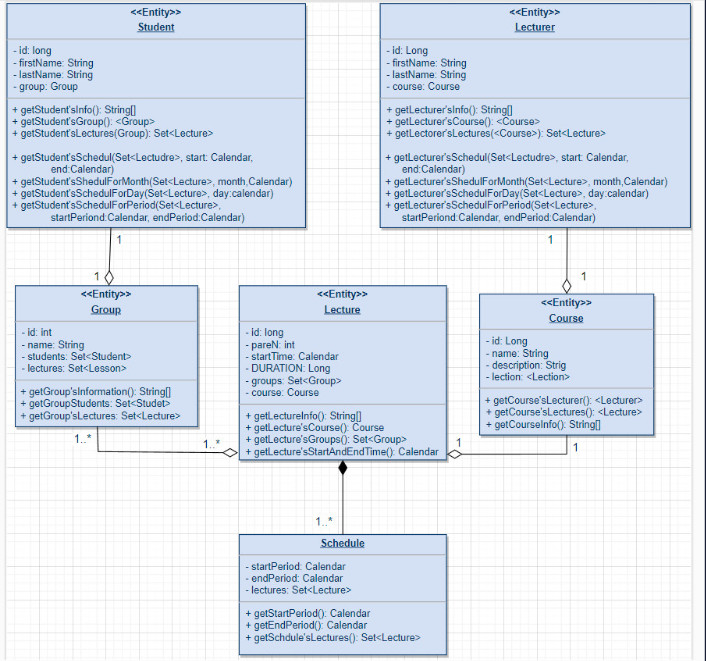 <<Entity>>
Student
- id: long
- firstName: String
- lastName: String
- group: Group
+ getStudent'sInfo(): String[]
+ getStudent'sGroup(): <Group>
+ getStudent'sLectures(Group): Set<Lecture>
+ getStudent'sSchedul(Set<Lectudre>, start: Calendar,
end:Calendar)
+ getStudent'sShedulForMonth(Set<Lecture>, month,Calendar)
+ getStudent'sSchedulForDay(Set<Lecture>, day:calendar)
+ getStudent'sSchedulForPeriod(Set<Lecture>,
startPeriond:Calendar, endPeriod:Calendar)
<<Entity>>
Lecturer
- id: Long
- firstName: String
- lastName: String
- course: Course
+ getLecturer'sInfo(): String[]
+ getLecturer'sCourse(): <Course>
+ getLectorer'sLectures(<Course>): Set<Lecture>
+ getLecturer'sSchedul(Set<Lectudre>, start: Calendar,
end:Calendar)
+ getLecturer'sShedulForMonth(Set<Lecture>, month,Calendar)
+ getLecturer'sSchedulForDay(Set<Lecture>, day:calendar)
+ getLecturer'sSchedulForPeriod(Set<Lecture>,
startPeriond:Calendar, endPeriod:Calendar)
1
1
1
1
<<Entity>>
Group
- id: int
- name: String
- students: Set<Student>
- lectures: Set<Lesson>
+ getGroup'sInformation(): String[]
+ getGroupStudents: Set<Studet>
+ getGroup'sLectures: Set<Lecture>
<<Entity>>
Lecture
- id: long
- pareN: int
- startTime: Calendar
- DURATION: Long
- groups: Set<Group>
- course: Course
+ getLectureInfo(): String[]
+ getLecture'sCourse(): Course
+ getLecture'sGroups(): Set<Group>
+ getLecture'sStartAndEndTime(): Calendar
<<Entity>>
Course
- id: Long
- name: String
- description: Strig
- lection: <Lection>
+ getCourse'sLecturer(): <Lecturer>
+ getCourse'sLectures(): <Lecture>
+ getCourseInfo(): String[]
1..*
1..*
1
1
1..*
Schedule
- startPeriod: Calendar
- endPeriod: Calendar
- lectures: Set<Lecture>
+ getStartPeriod(): Calendar
+ getEndPeriod(): Calendar
+ getSchdule'sLectures(): Set<Lecture>